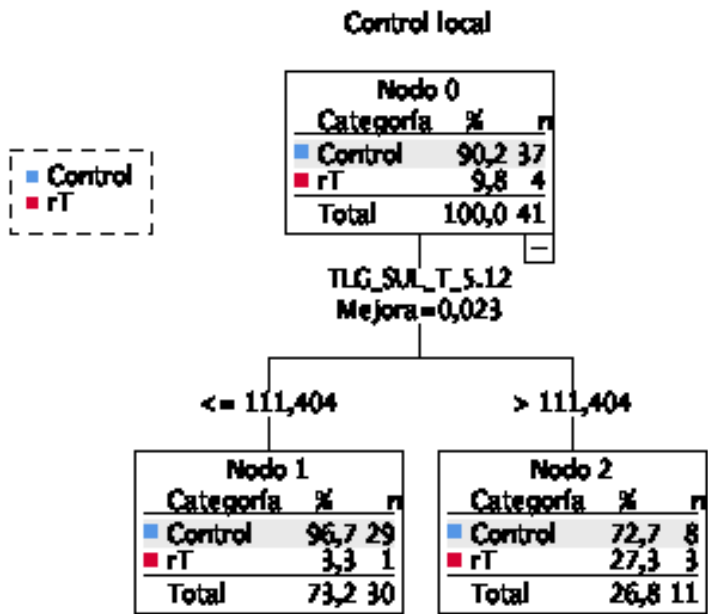 Control local
Nodo 0
Categoría % n
Control 90,2 37
rT 9,8 4
Total 100,0 41
Control
rT
TLG_SUL_T_5.12
Mejora=0,023
<= 111,404
> 111,404
Nodo 1
Categoría % n
Control 96,7 29
rT 3,3 1
Total 73,2 30
Nodo 2
Categoría % n
Control 72,7 8
rT 27,3 3
Total 26,8 11